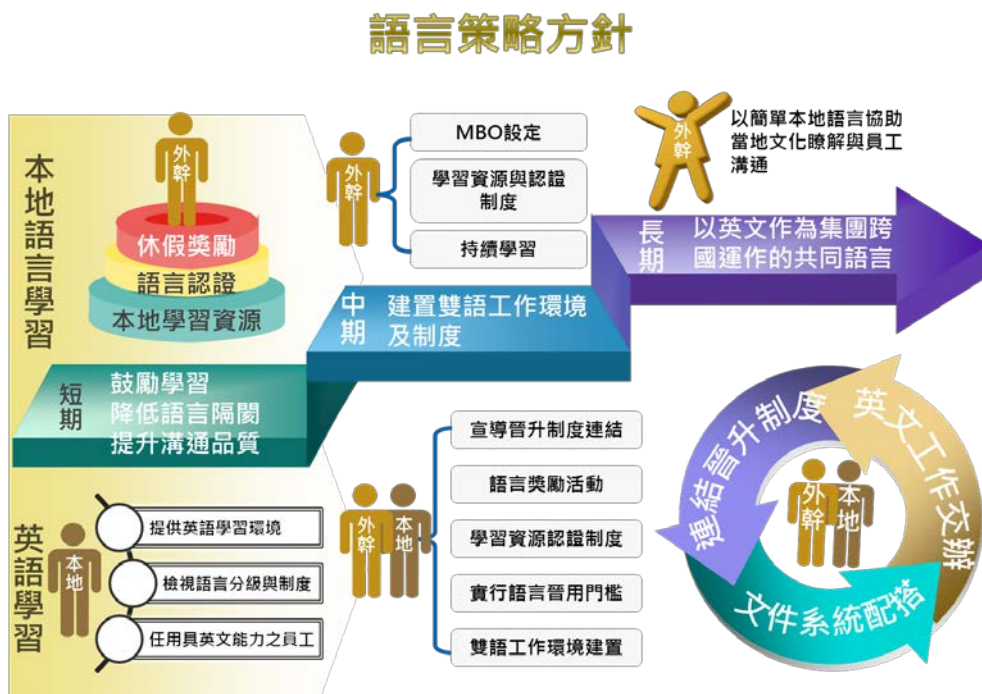 語言策略方針
本地語言學習
外幹
休假獎勵
語言認證
本地學習資源
外幹
MBO設定
學習資源與認證
制度
持續學習
外幹
以簡單本地語言協助
當地文化瞭解與員工
溝通
長期
以英文作為集團跨
國運作的共同語言
中期
建置雙語工作環境
及制度
短期
鼓勵學習
降低語言隔閡
提升溝通品質
英語學習
本地
提供英語學習環境
檢視語言分級與制度
任用具英文能力之員工
外幹
本地
宣導晉升制度連結
語言獎勵活動
學習資源認證制度
實行語言晉用門檻
雙語工作環境建置
連結晉升制度
英文工作交辦
文件系統配搭
外幹
本地